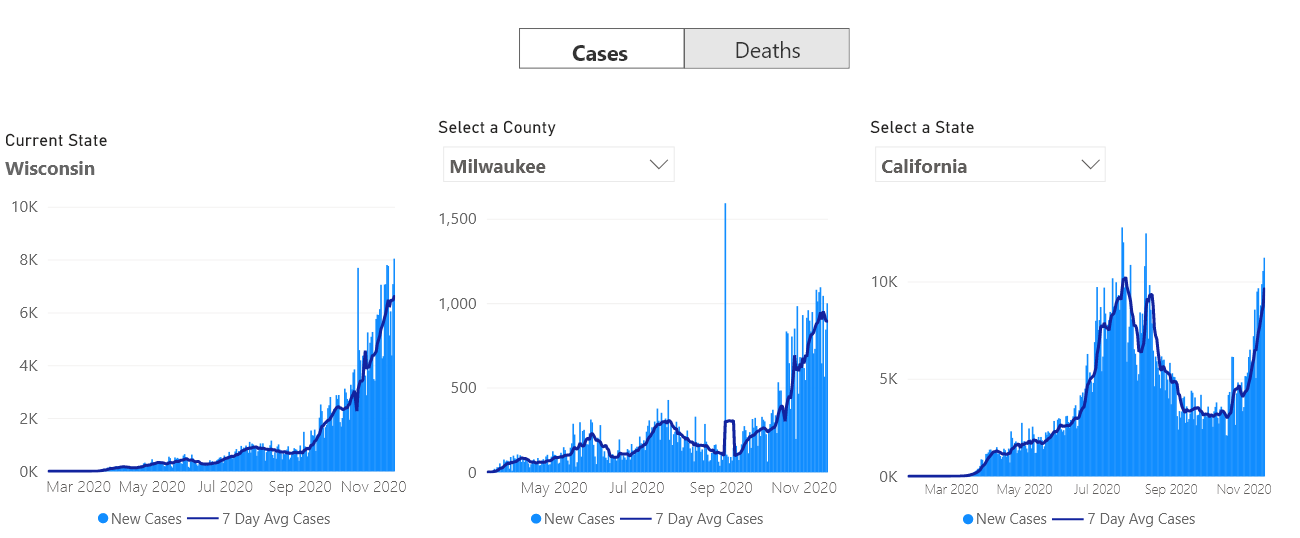 Cases Deaths
Current State
Wisconsin
10K
8K
6K
4K
2K
0K
Mar 2020 May 2020 Jul 2020 Sep 2020 Nov 2020
New Cases 7 Day Avg Cases
Select a County
Milwaukee
1,500
1,000
500
0
May 2020 Jul 2020 Sep 2020 Nov 2020
New Cases 7 Day Avg Cases
Select a State
California
10K
5K
0K
Mar 2020 May 2020 Jul 2020 Sep 2020 Nov 2020
New Cases 7 Day Avg Cases